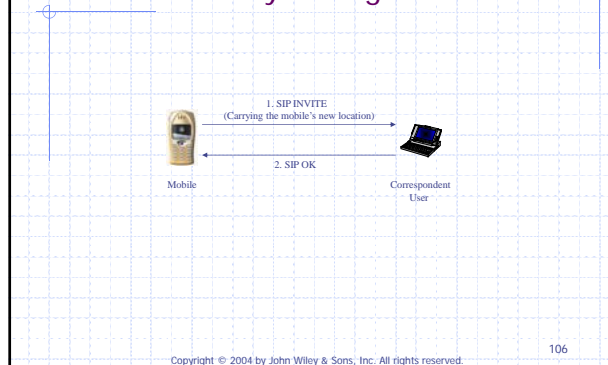 1. SIP INVITE
(Carrying the mobile's new location)
2. SIP OK
Mobile
Correspondent
User
106
Copyright © 2004 by John Wiley & Sons, Inc. All rights reserved.